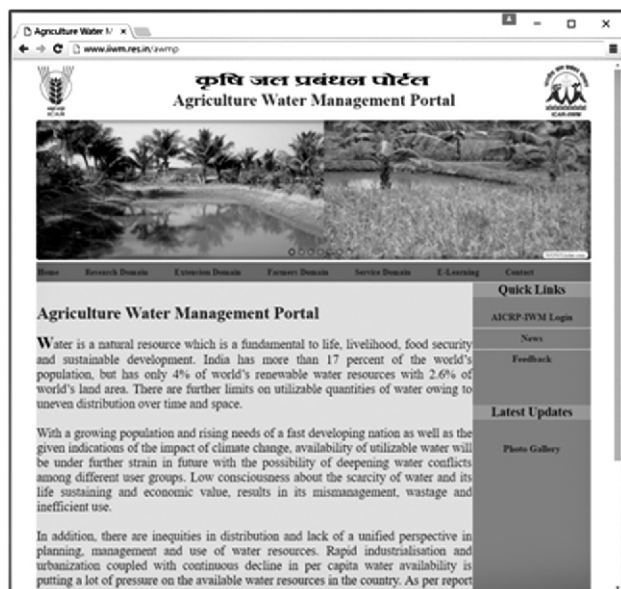 Agriculture Water M
www.iiwm.res.in/awmp
कृषि जल प्रबंधन पोर्टल
Agriculture Water Management Portal
ICAR
ICAR-IIWM
Home Research Domain Extension Domain Farmers Domain Service Domain E-Learning Contact
Agriculture Water Management Portal
Water is a natural resource which is a fundamental to life, livelihood, food security
and sustainable development. India has more than 17 percent of the world's
population, but has only 4% of world's renewable water resources with 2.6% of
world's land area. There are further limits on utilizable quantities of water owing to
uneven distribution over time and space.
With a growing population and rising needs of a fast developing nation as well as the
given indications of the impact of climate change, availability of utilizable water will
be under further strain in future with the possibility of deepening water conflicts
among different user groups. Low consciousness about the scarcity of water and its
life sustaining and economic value, results in its mismanagement, wastage and
inefficient use.
In addition, there are inequities in distribution and lack of a unified perspective in
planning, management and use of water resources. Rapid industrialisation and
urbanization coupled with continuous decline in per capita water availability is
putting a lot of pressure on the available water resources in the country. As per report
Quick Links
AICRP-IWM Login
News
Feedback
Latest Updates
Photo Gallery